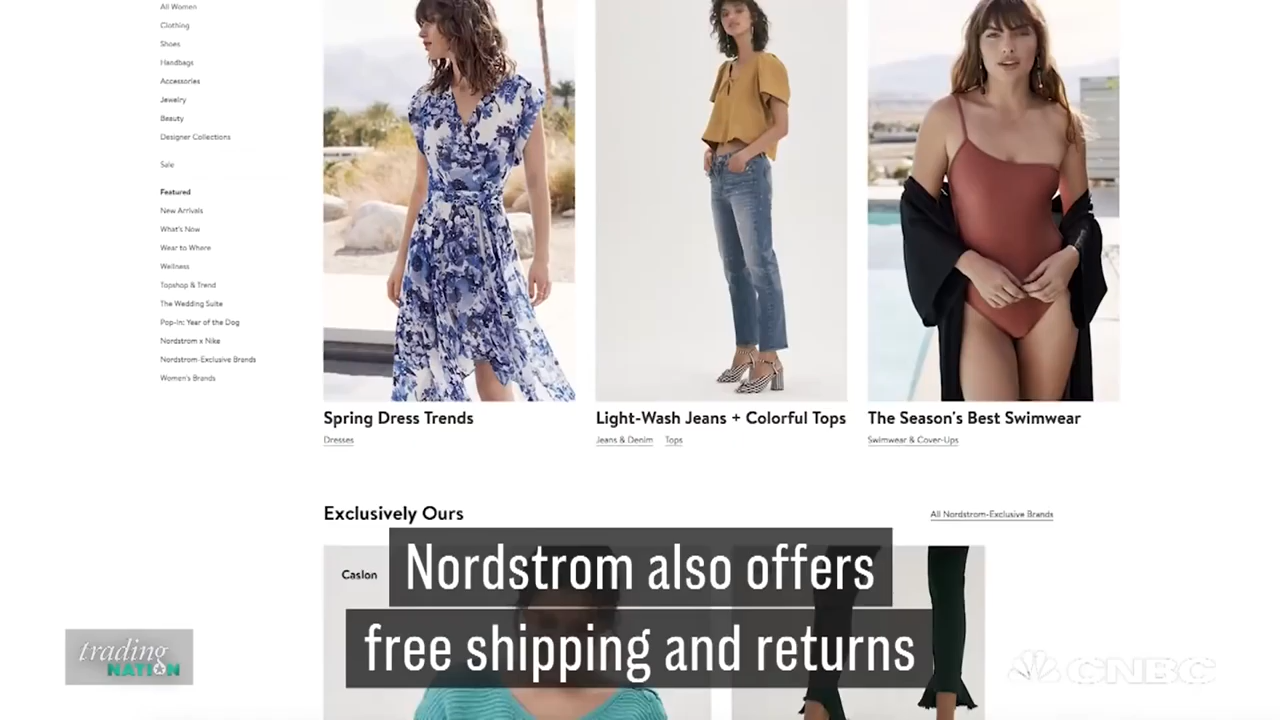 All Women
Clothing
Shoes
Handbags
Accessories
Jewelry
Beauty
Designer Collections
Sale
Featured
New Arrivals
What's Now
Wear to Where
Wellness
Topshop & Trend
The Wedding Suite
Pop-In: Year of the Dog
Nordstrom x Nike
Nordstrom-Exclusive Brands
Women's Brands
Spring Dress Trends
Dresses
Light-Wash Jeans + Colorful Tops
Jeans & Denim Tops
The Season's Best Swimwear
Swimwear & Cover-Ups
Exclusively Ours
All Nordstrom-Exclusive Brands
Caslon
Nordstrom also offers
free shipping and returns
trading
NATION
CNBC